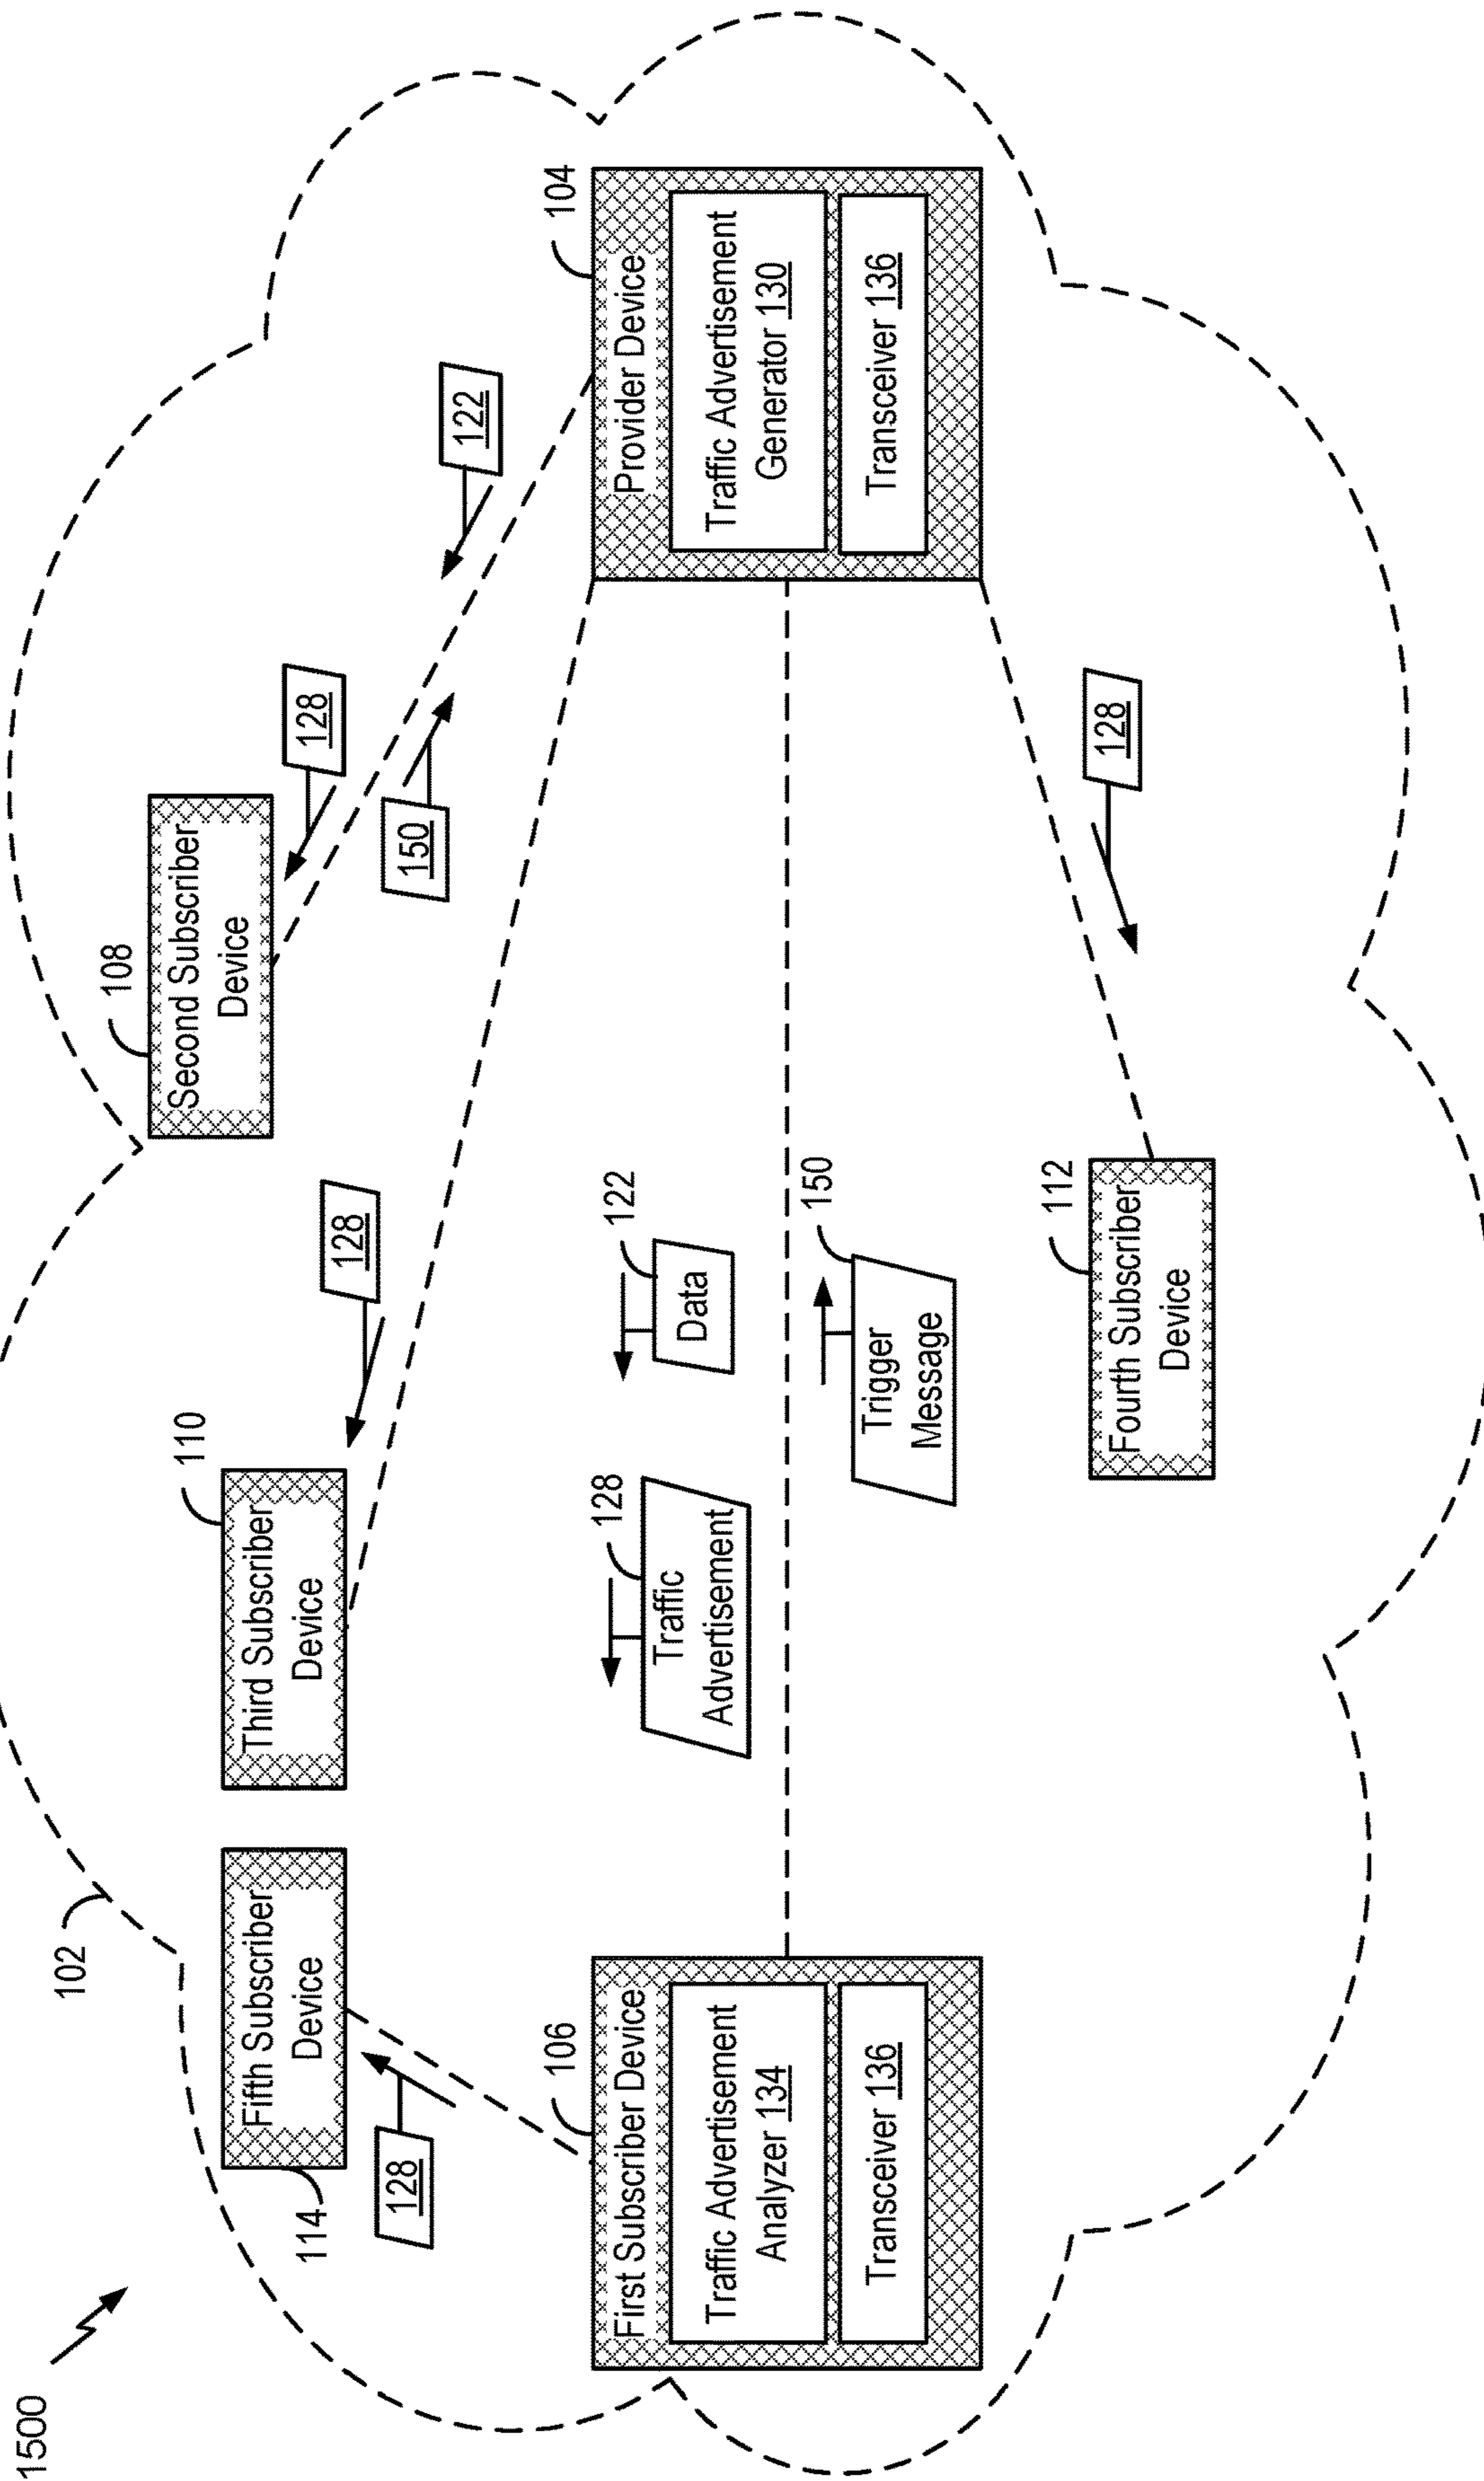 1500
102
108
Second Subscriber
Device
128
150
122
110
Third Subscriber
Device
128
114
Fifth Subscriber
Device
128
106
First Subscriber Device
Traffic Advertisement
Analyzer 134
Transceiver 136
128
Traffic
Advertisement
122
Data
150
Trigger
Message
104
Provider Device
Traffic Advertisement
Generator 130
Transceiver 136
112
Fourth Subscriber
Device
128